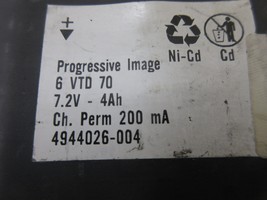 +
Ni-Cd Cd
Progressive Image
6 VTD 70
7.2V - 4Ah
Ch. Perm 200 mA
4944026-004